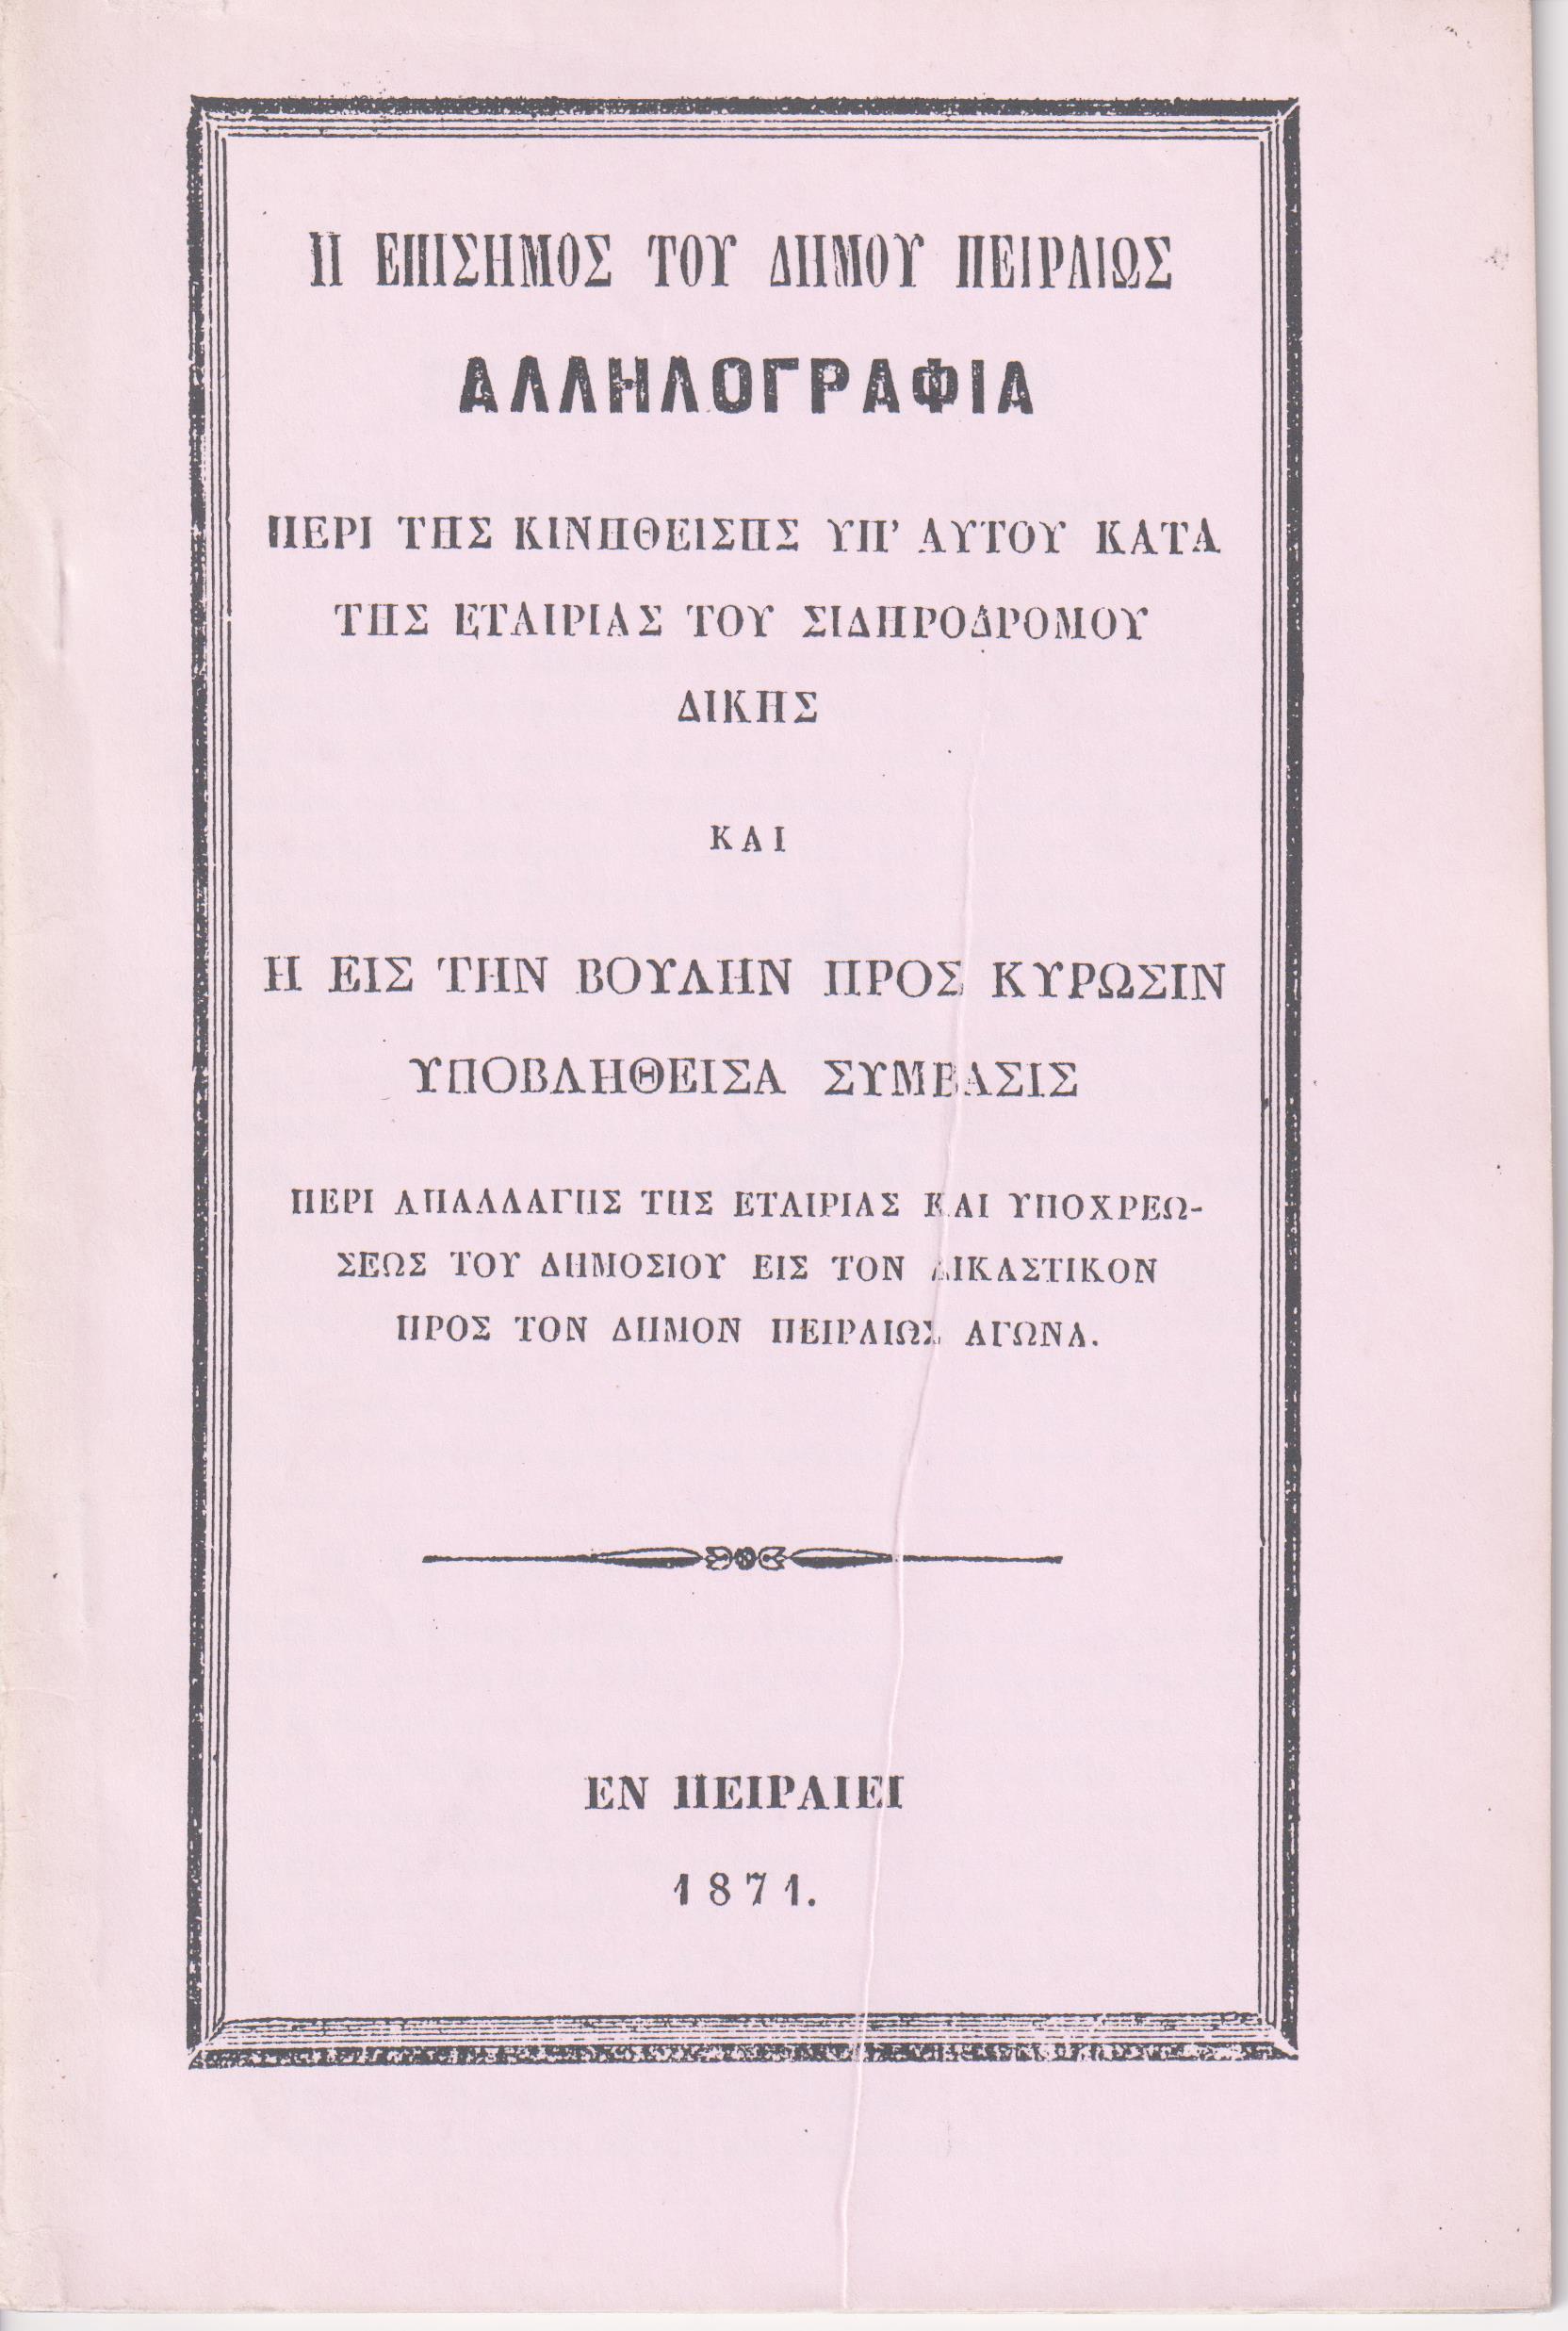 Η ΕΠΙΣΗΜΟΣ ΤΟΥ ΔΗΜΟΥ ΠΕΙΡΑΙΩΣ
ΑΛΛΗΛΟΓΡΑΦΙΑ
ΠΕΡΙ ΤΗΣ ΚΙΝΗΘΕΙΣΗΣ ΥΠ' ΑΥΤΟΥ ΚΑΤΑ
ΤΗΣ ΕΤΑΙΡΙΑΣ ΤΟΥ ΣΙΔΗΡΟΔΡΟΜΟΥ
ΔΙΚΗΣ
ΚΑΙ
Η ΕΙΣ ΤΗΝ ΒΟΥΛΗΝ ΠΡΟΣ ΚΥΡΩΣΙΝ
ΥΠΟΒΛΗΘΕΙΣΑ ΣΥΜΒΑΣΙΣ
ΠΕΡΙ ΑΠΑΛΛΑΓΗΣ ΤΗΣ ΕΤΑΙΡΙΑΣ ΚΑΙ ΥΠΟΧΡΕΩ-
ΣΕΩΣ ΤΟΥ ΔΗΜΟΣΙΟΥ ΕΙΣ ΤΟΝ ΔΙΚΑΣΤΙΚΟΝ
ΠΡΟΣ ΤΟΝ ΔΗΜΟΝ ΠΕΙΡΑΙΩΣ ΑΓΩΝΑ.
ΕΝ ΠΕΙΡΑΙΕΙ
1871.